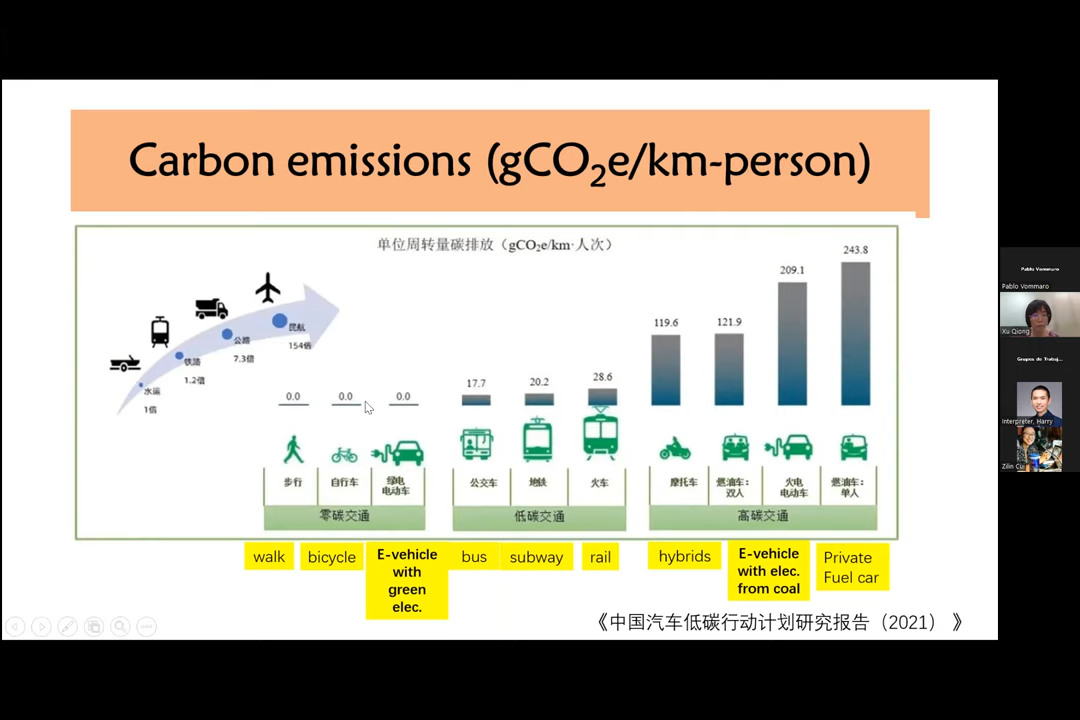 Carbon emissions (gCO₂e/km-person)
单位周转量碳排放（gCO₂e/km·人次）
民航
154倍
公路
7.3倍
铁路
1.2倍
水运
1倍
0.0
0.0
0.0
17.7
20.2
28.6
119.6
121.9
209.1
243.8
步行
自行车
绿电
电动车
公交车
地铁
火车
摩托车
燃油车:
双人
火电
电动车
燃油车:
单人
零碳交通
低碳交通
高碳交通
walk
bicycle
E-vehicle
with
green
elec.
bus
subway
rail
hybrids
E-vehicle
with elec.
from coal
Private
Fuel car
《中国汽车低碳行动计划研究报告（2021）》
Pablo Vommaro
Pablo Vommaro
Xu Qiong
Grupos de Trabaj...
Interpreter, Harry
Zilin Cui